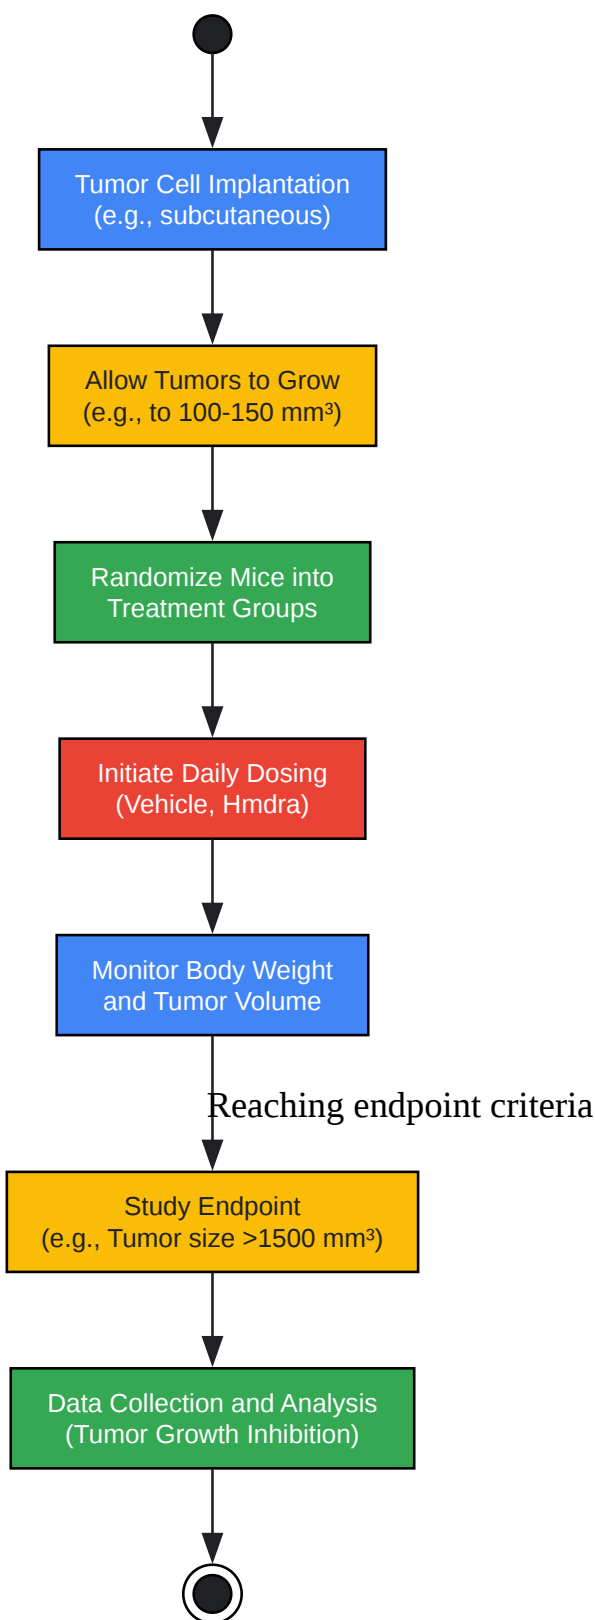 Tumor Cell Implantation
(e.g., subcutaneous)
Allow Tumors to Grow
(e.g., to 100-150 mm³)
Randomize Mice into
Treatment Groups
Initiate Daily Dosing
(Vehicle, Hmdra)
Monitor Body Weight
and Tumor Volume
Reaching endpoint criteria
Study Endpoint
(e.g., Tumor size >1500 mm³)
Data Collection and Analysis
(Tumor Growth Inhibition)